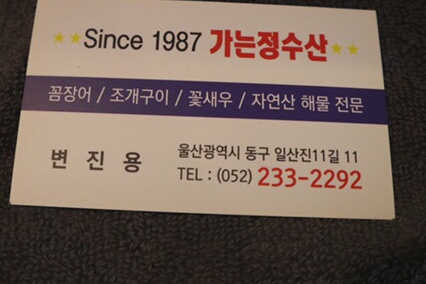 ★★Since 1987 가는정수산★★
꼼장어 / 조개구이 / 꽃새우 / 자연산 해물 전문
변 진 용
울산광역시 동구 일산진11길 11
TEL : (052) 233-2292